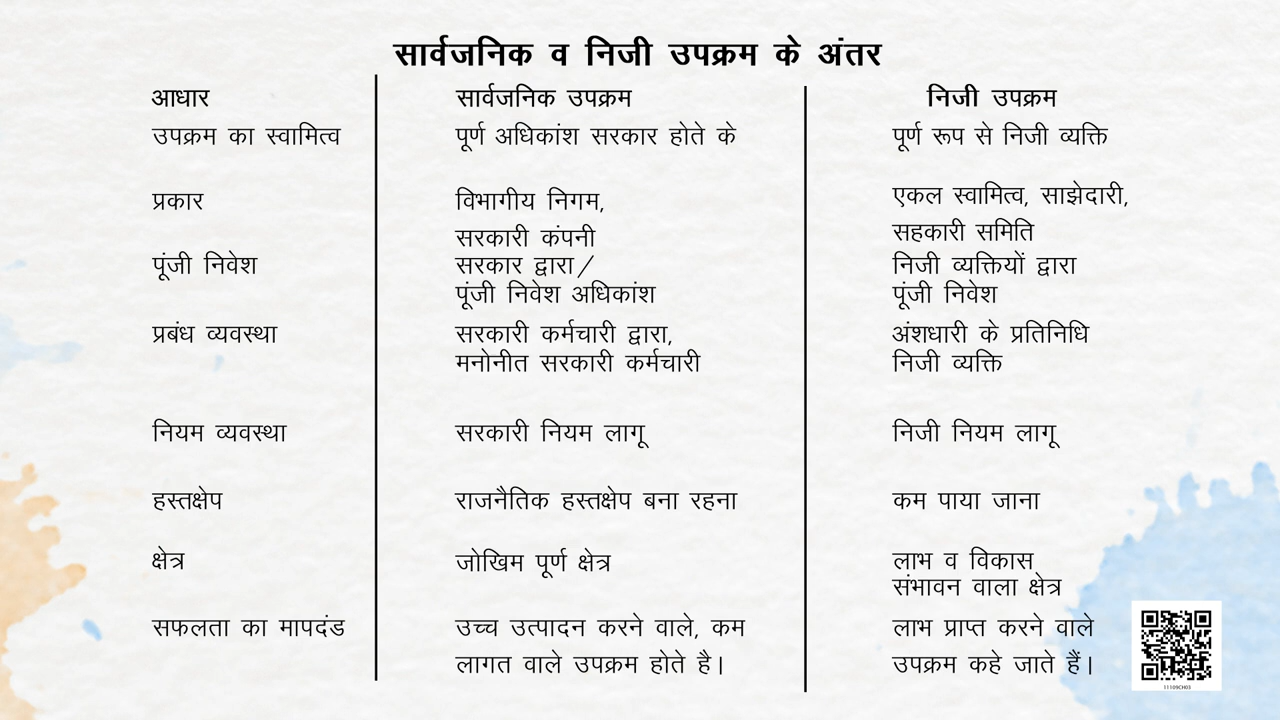 सार्वजनिक व निजी उपक्रम के अंतर
आधार सार्वजनिक उपक्रम निजी उपक्रम
उपक्रम का स्वामित्व पूर्ण अधिकांश सरकार होते के पूर्ण रूप से निजी व्यक्ति
प्रकार विभागीय निगम, एकल स्वामित्व, साझेदारी,
सरकारी कंपनी सहकारी समिति
पूंजी निवेश सरकार द्वारा/ निजी व्यक्तियों द्वारा
पूंजी निवेश अधिकांश पूंजी निवेश
प्रबंध व्यवस्था सरकारी कर्मचारी द्वारा, अंशधारी के प्रतिनिधि
मनोनीत सरकारी कर्मचारी निजी व्यक्ति
नियम व्यवस्था सरकारी नियम लागू निजी नियम लागू
हस्तक्षेप राजनैतिक हस्तक्षेप बना रहना कम पाया जाना
क्षेत्र जोखिम पूर्ण क्षेत्र लाभ व विकास
संभावन वाला क्षेत्र
सफलता का मापदंड उच्च उत्पादन करने वाले, कम लाभ प्राप्त करने वाले
लागत वाले उपक्रम होते है। उपक्रम कहे जाते हैं।
11109CH03